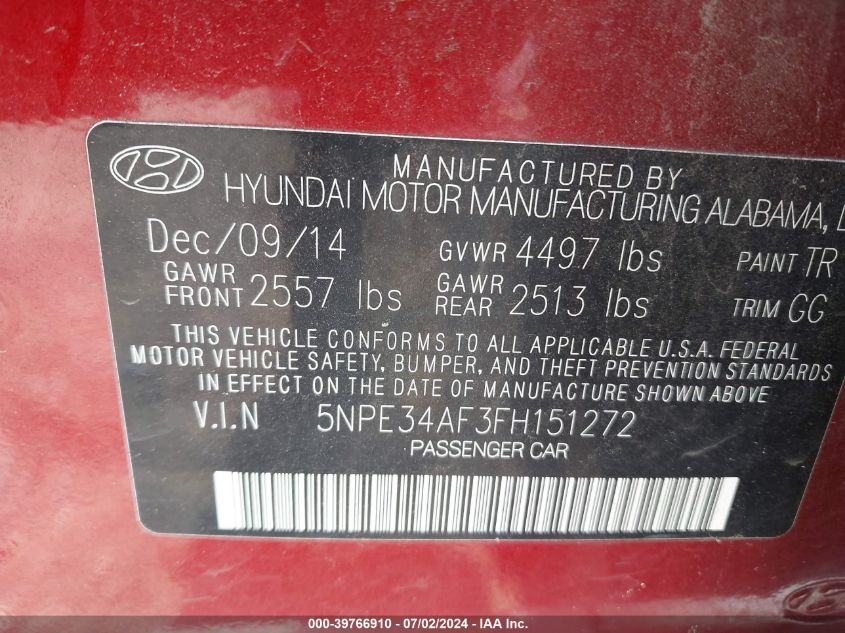 MANUFACTURED BY
HYUNDAI MOTOR MANUFACTURING ALABAMA,
Dec/09/14 GVWR 4497 lbs PAINT TR
GAWR FRONT 2557 lbs GAWR REAR 2513 lbs TRIM GG
THIS VEHICLE CONFORMS TO ALL APPLICABLE U.S.A. FEDERAL
MOTOR VEHICLE SAFETY, BUMPER, AND THEFT PREVENTION STANDARDS
IN EFFECT ON THE DATE OF MANUFACTURE SHOWN ABOVE
V.I.N 5NPE34AF3FH151272
PASSENGER CAR
000-39766910 - 07/02/2024 - © IAA Inc.